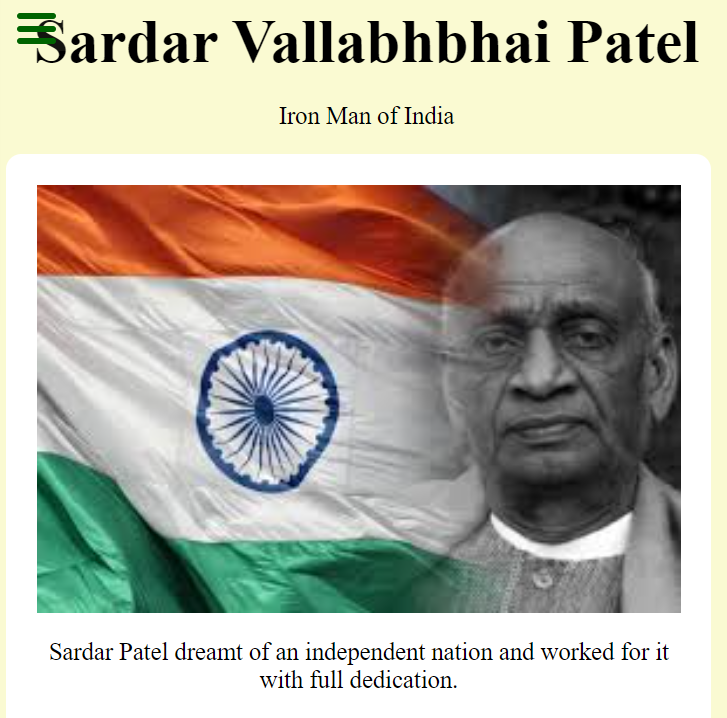 Sardar Vallabhbhai Patel
Iron Man of India
Sardar Patel dreamt of an independent nation and worked for it
with full dedication.